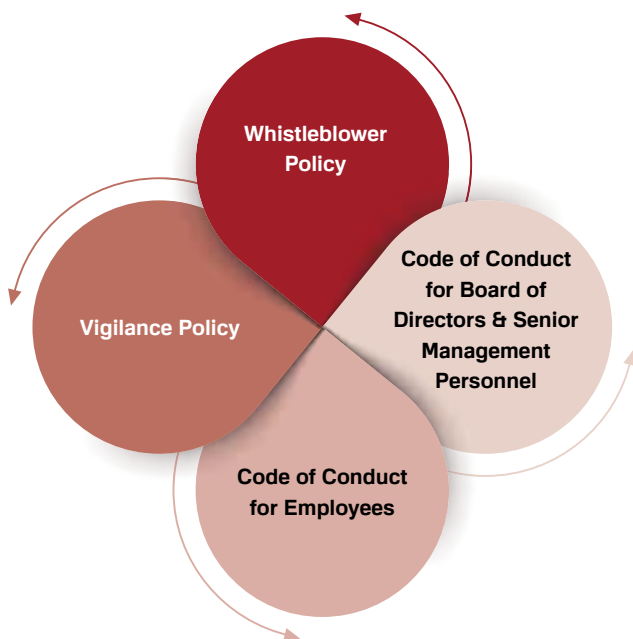 Whistleblower
Policy
Code of Conduct
for Board of
Directors & Senior
Management
Personnel
Vigilance Policy
Code of Conduct
for Employees